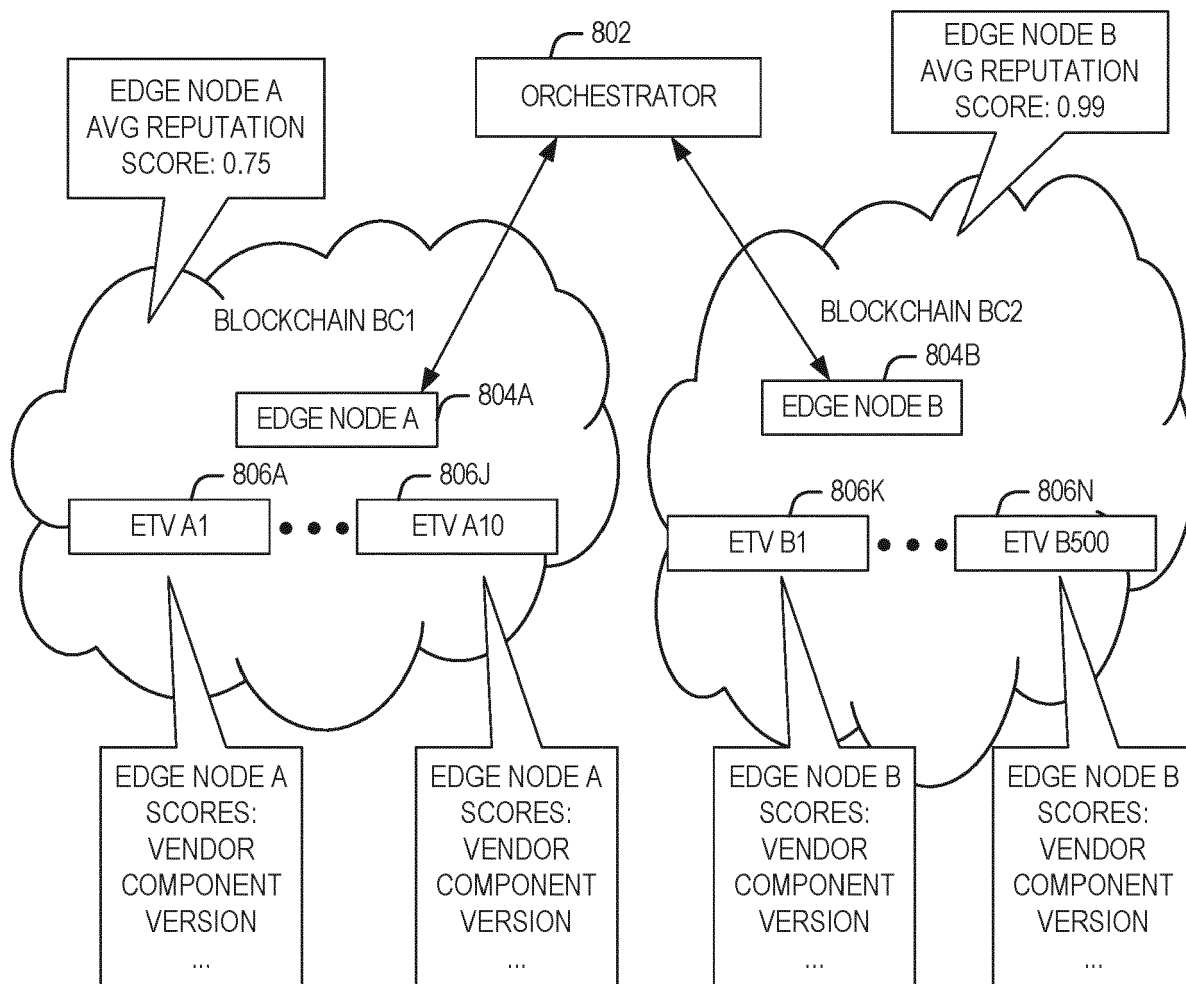 802
ORCHESTRATOR
EDGE NODE A
AVG REPUTATION
SCORE: 0.75
EDGE NODE B
AVG REPUTATION
SCORE: 0.99
BLOCKCHAIN BC1
BLOCKCHAIN BC2
804A
EDGE NODE A
804B
EDGE NODE B
806A
ETV A1
806J
ETV A10
806K
ETV B1
806N
ETV B500
EDGE NODE A
SCORES:
VENDOR
COMPONENT
VERSION
...
EDGE NODE A
SCORES:
VENDOR
COMPONENT
VERSION
...
EDGE NODE B
SCORES:
VENDOR
COMPONENT
VERSION
...
EDGE NODE B
SCORES:
VENDOR
COMPONENT
VERSION
...